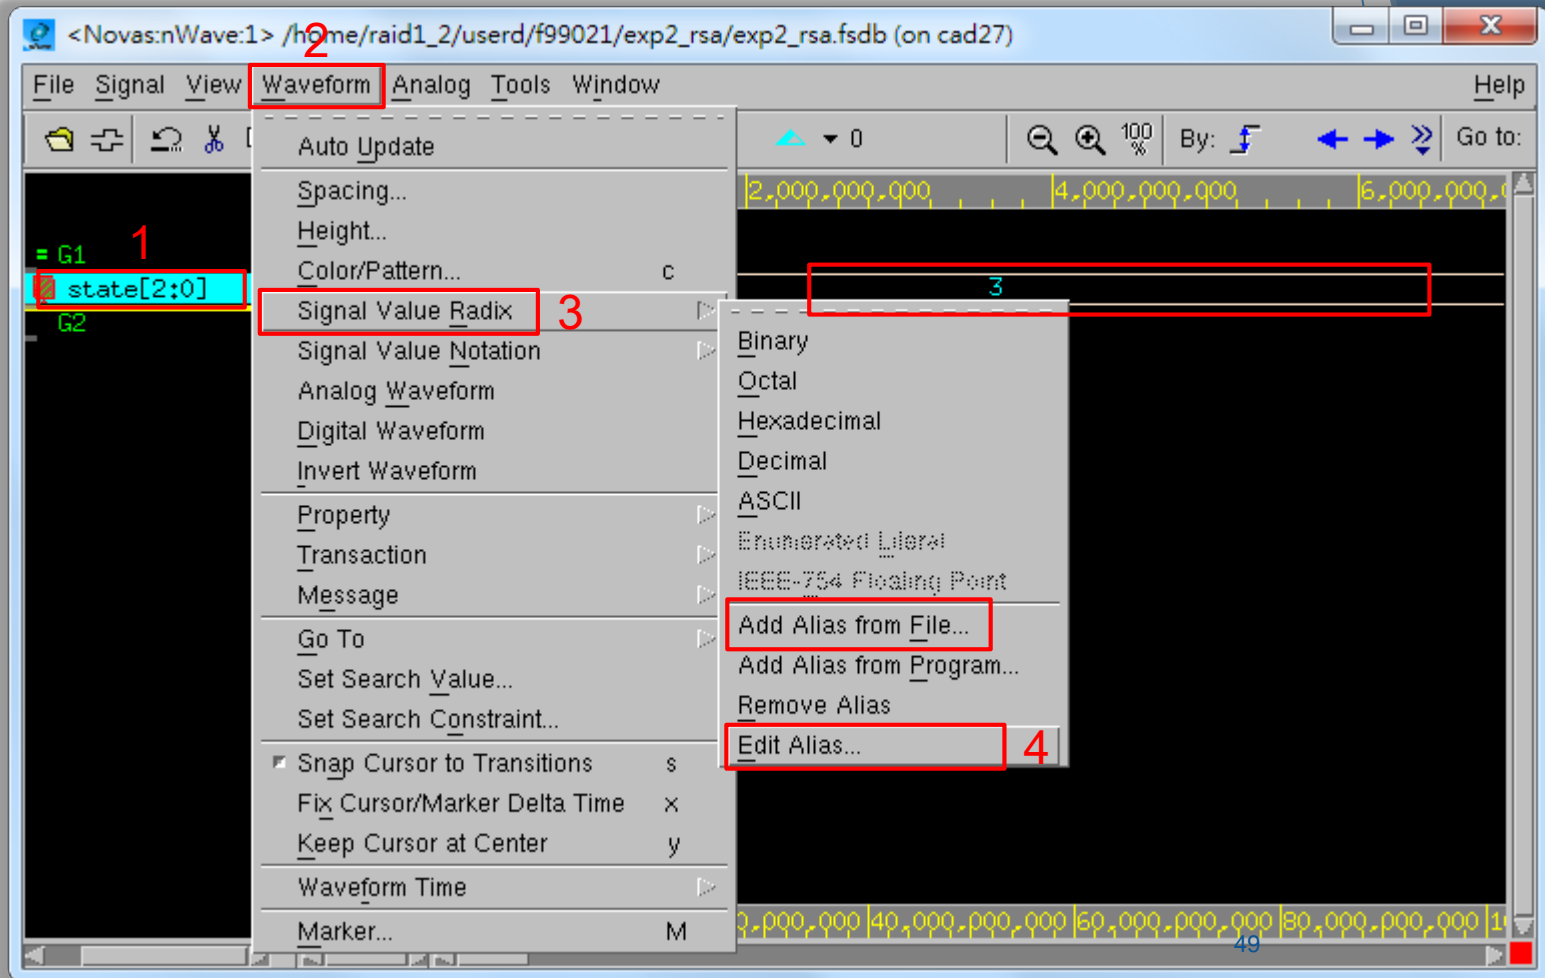 <Novas:nWave:1> /home/raid1_2/userd/f99021/exp2_rsa/exp2_rsa.fsdb (on cad27)
2
File Signal View Waveform Analog Tools Window Help
0 100 % By: Go to:
Auto Update
Spacing...
Height...
Color/Pattern... c
Signal Value Radix 3
Signal Value Notation
Analog Waveform
Digital Waveform
Invert Waveform
Property
Transaction
Message
Go To
Set Search Value...
Set Search Constraint...
Snap Cursor to Transitions s
Fix Cursor/Marker Delta Time x
Keep Cursor at Center y
Waveform Time
Marker... M
1
= G1
state[2:0]
G2
2,000,000,000 4,000,000,000
3
Binary
Octal
Hexadecimal
Decimal
ASCII
Enumerated Literal
IEEE-754 Floating Point
Add Alias from File...
Add Alias from Program...
Remove Alias
Edit Alias... 4
40,000,000,000 60,000,000,000 80,000,000,000
49